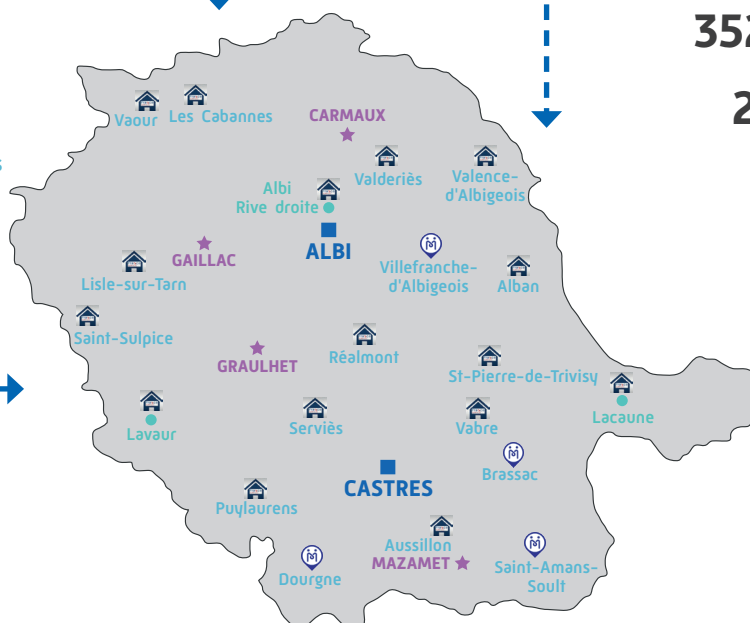 352
2
s
Vaour
Les Cabannes
CARMAUX
Valderiès
Valence-
d'Albigeois
Albi
Rive droite
ALBI
GAILLAC
Villefranche-
d'Albigeois
Alban
Lisle-sur-Tarn
Saint-Sulpice
Réalmont
GRAULHET
St-Pierre-de-Trivisy
Lacaune
Lavaur
Serviès
Vabre
Brassac
CASTRES
Puylaurens
Aussillon
MAZAMET
Saint-Amans-
Soult
Dourgne